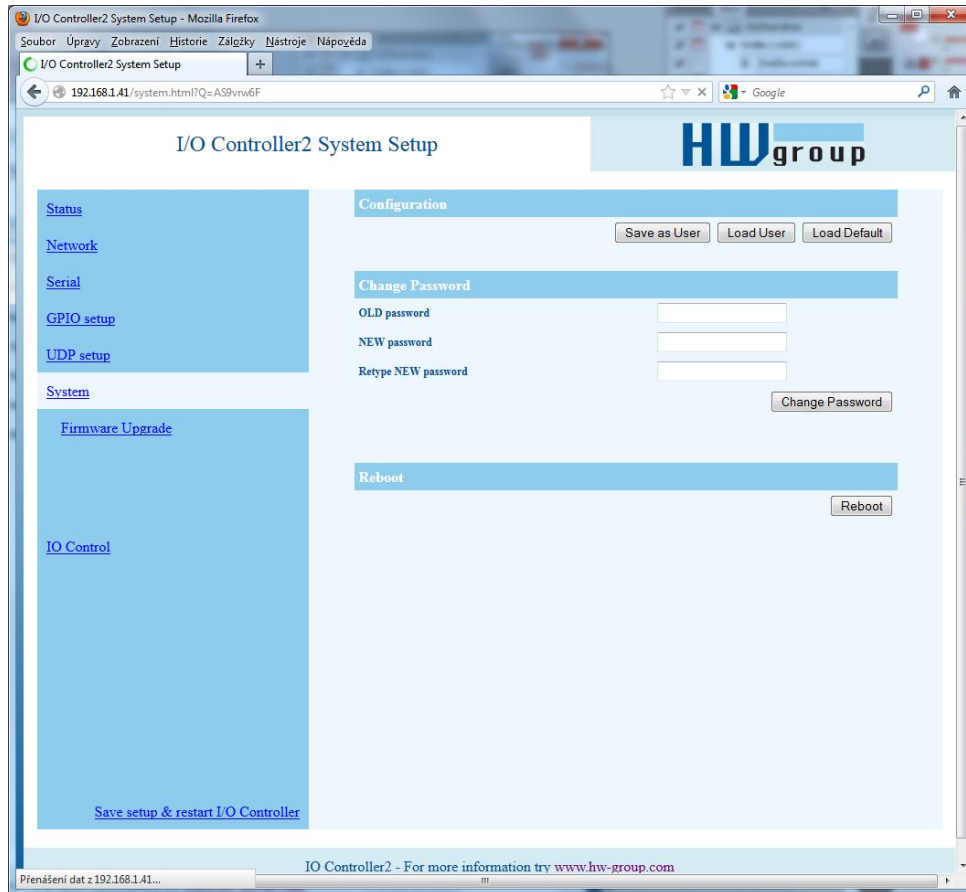 I/O Controller2 System Setup - Mozilla Firefox
Soubor Úpravy Zobrazení Historie Záložky Nástroje Nápověda
I/O Controller2 System Setup
192.168.1.41/system.html?Q=AS9vrw6F
Google
I/O Controller2 System Setup
HWgroup
Status
Network
Serial
GPIO setup
UDP setup
System
Firmware Upgrade
IO Control
Save setup & restart I/O Controller
Configuration
Save as User Load User Load Default
Change Password
OLD password
NEW password
Retype NEW password
Change Password
Reboot
Reboot
IO Controller2 - For more information try www.hw-group.com
Přenášení dat z 192.168.1.41...